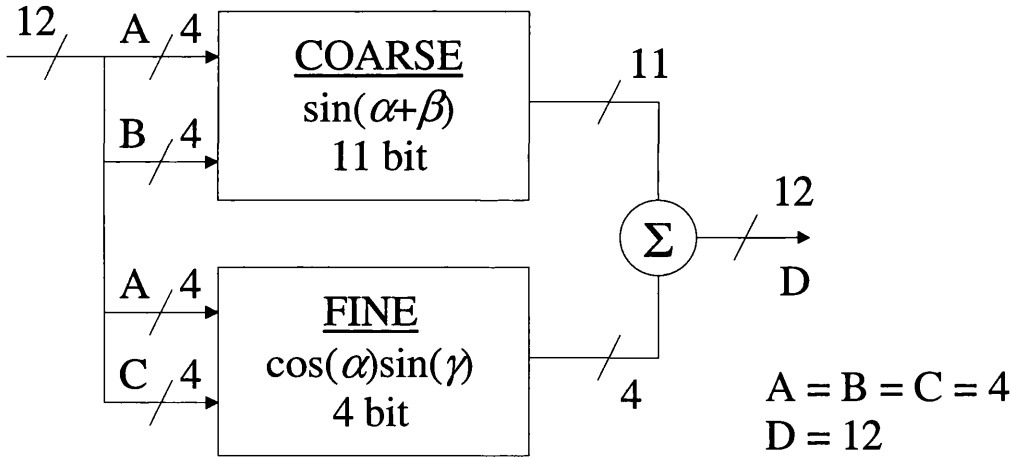 12
A 4
B 4
COARSE
sin(α+β)
11 bit
11
Σ
12
D
A 4
C 4
FINE
cos(α)sin(γ)
4 bit
4
A = B = C = 4
D = 12